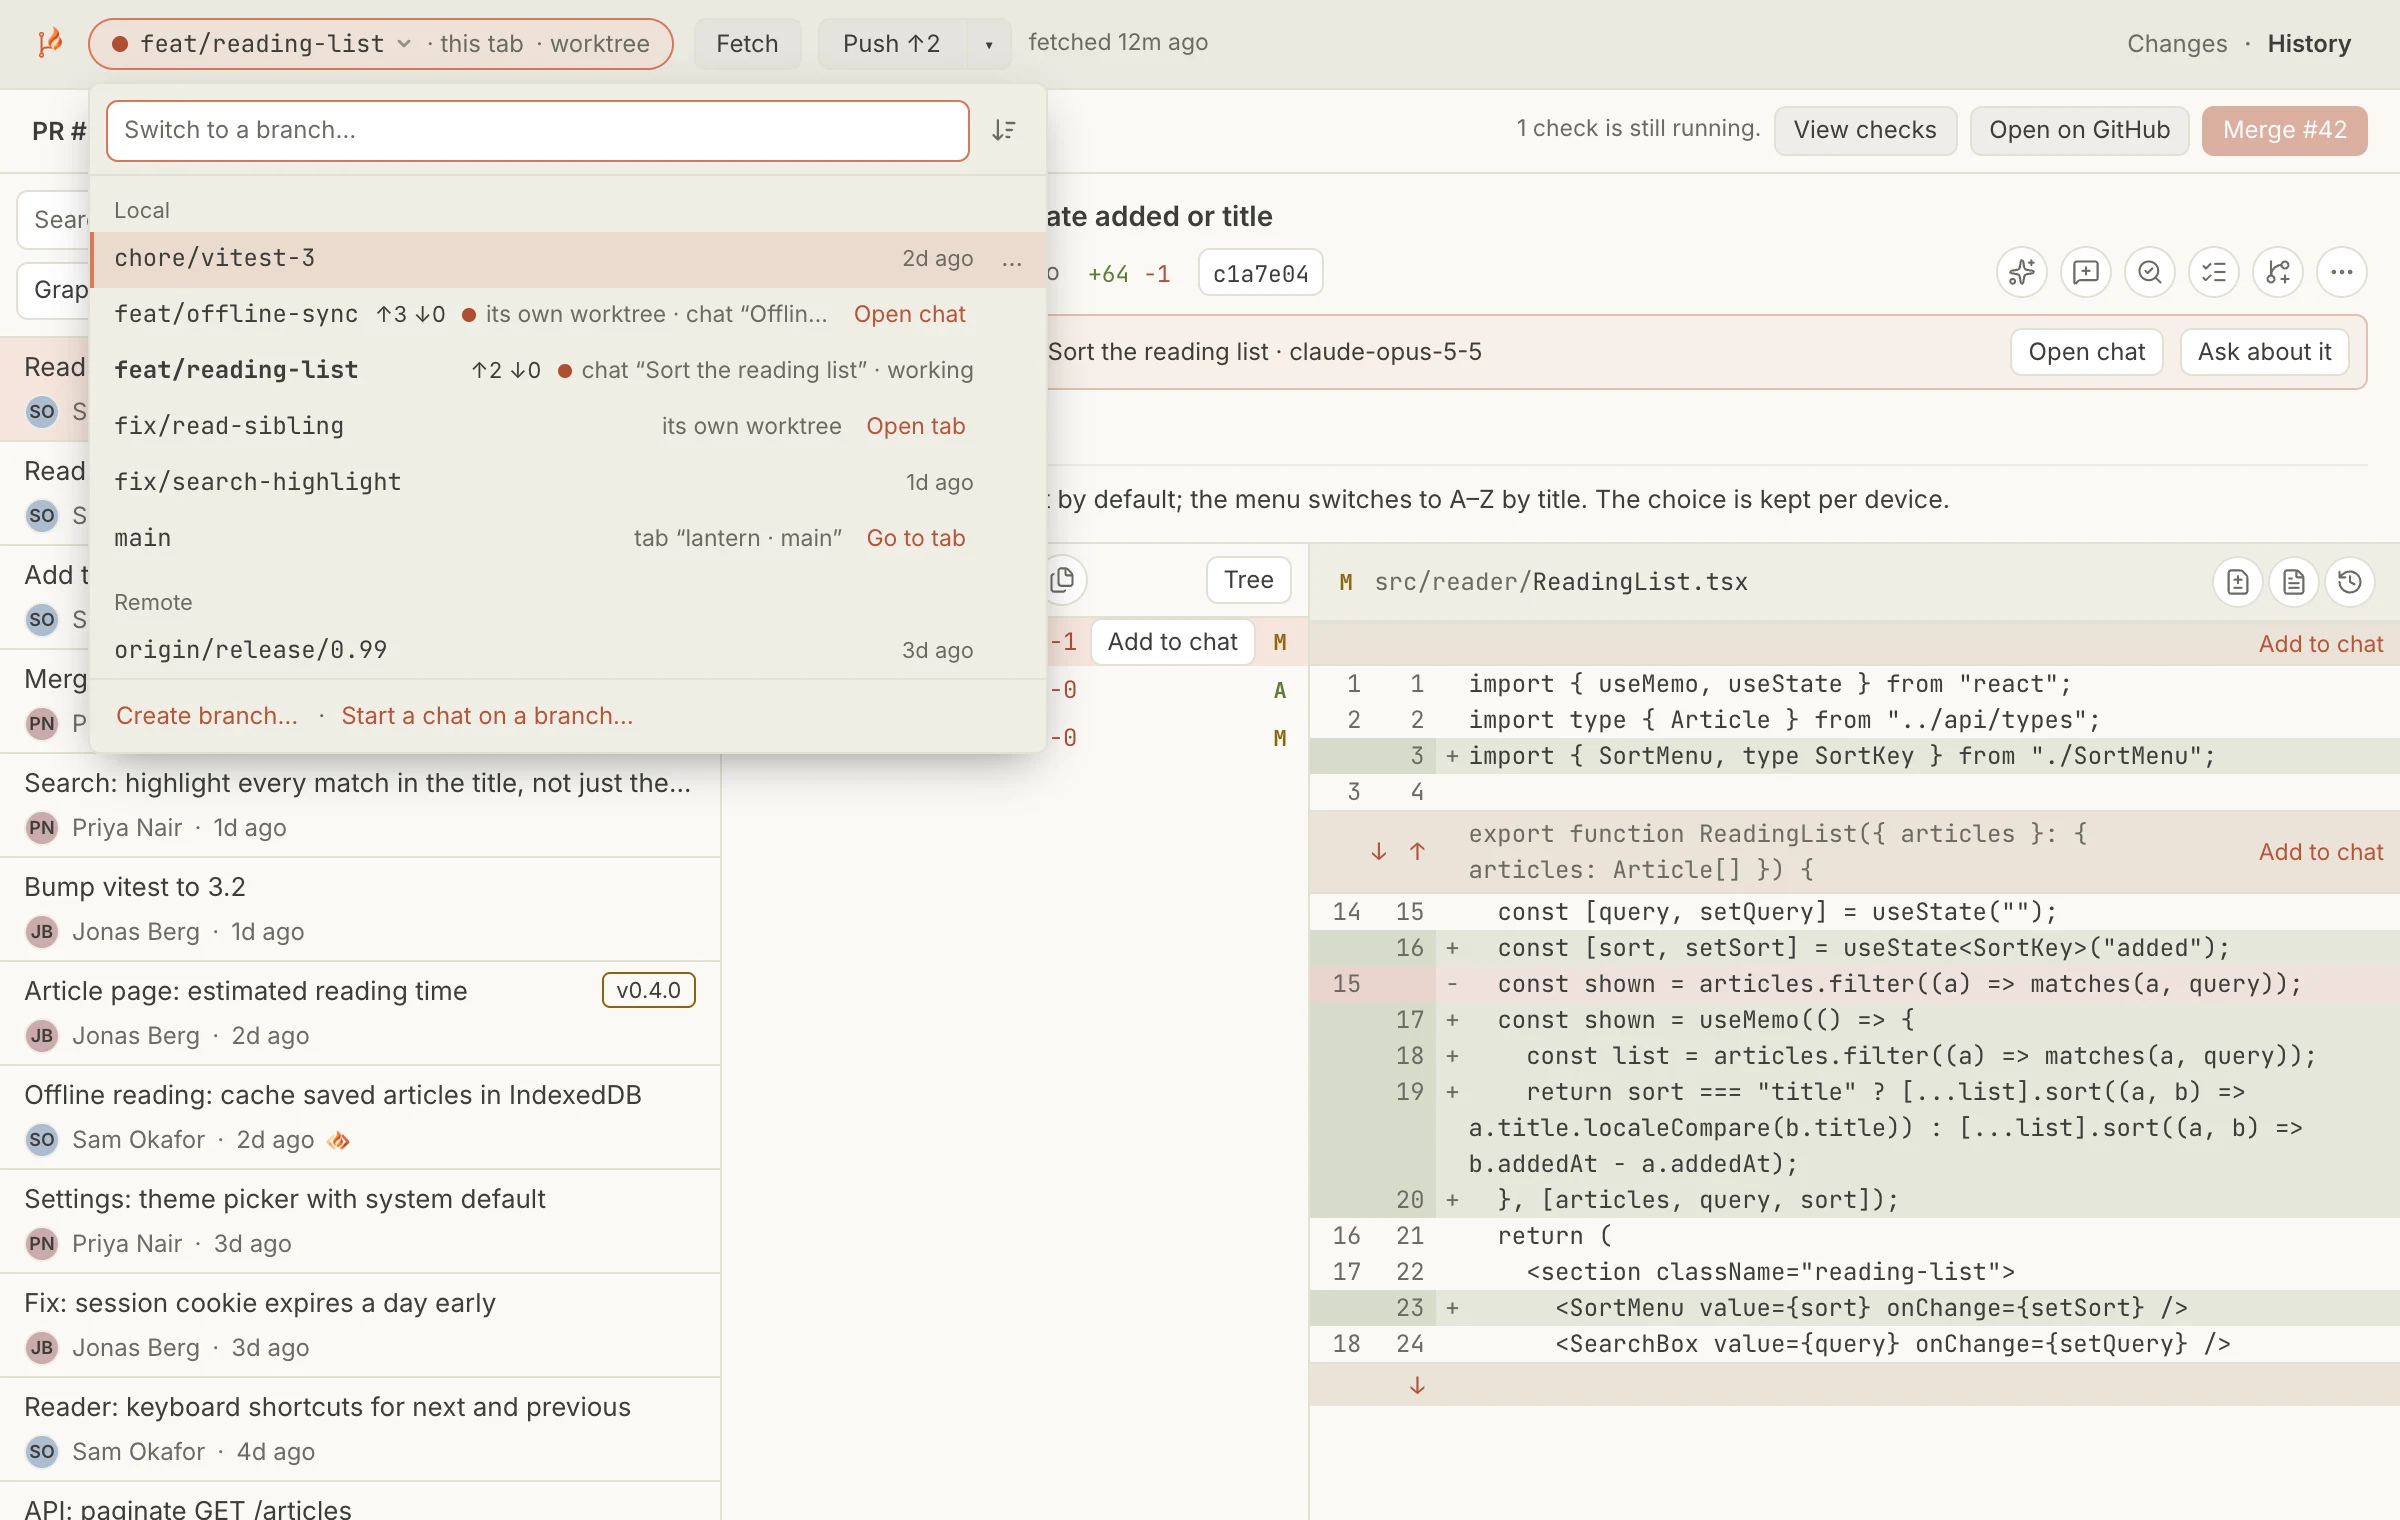 feat/reading-list · this tab · worktree Fetch Push ↑2 ▾ fetched 12m ago Changes · History
PR #
1 check is still running. View checks Open on GitHub Merge #42
Switch to a branch...
Local
chore/vitest-3 2d ago ...
feat/offline-sync ↑3 ↓0 its own worktree · chat “Offlin... Open chat
feat/reading-list ↑2 ↓0 chat “Sort the reading list” · working
fix/read-sibling its own worktree Open tab
fix/search-highlight 1d ago
main tab “lantern · main” Go to tab
Remote
origin/release/0.99 3d ago
Create branch... · Start a chat on a branch...
Sear
Grap
Read
SO S
Read
SO S
Add t
SO S
Merg
PN P
Search: highlight every match in the title, not just the...
PN Priya Nair · 1d ago
Bump vitest to 3.2
JB Jonas Berg · 1d ago
Article page: estimated reading time v0.4.0
JB Jonas Berg · 2d ago
Offline reading: cache saved articles in IndexedDB
SO Sam Okafor · 2d ago
Settings: theme picker with system default
PN Priya Nair · 3d ago
Fix: session cookie expires a day early
JB Jonas Berg · 3d ago
Reader: keyboard shortcuts for next and previous
SO Sam Okafor · 4d ago
API: paginate GET /articles
ate added or title
o +64 -1 c1a7e04
Sort the reading list · claude-opus-5-5 Open chat Ask about it
by default; the menu switches to A–Z by title. The choice is kept per device.
Tree
-1 Add to chat M
-0 A
-0 M
M src/reader/ReadingList.tsx
Add to chat
1 1 import { useMemo, useState } from "react";
2 2 import type { Article } from "../api/types";
3 + import { SortMenu, type SortKey } from "./SortMenu";
3 4
↓ ↑ export function ReadingList({ articles }: {
articles: Article[] }) {
Add to chat
14 15 const [query, setQuery] = useState("");
16 + const [sort, setSort] = useState<SortKey>("added");
15 - const shown = articles.filter((a) => matches(a, query));
17 + const shown = useMemo(() => {
18 + const list = articles.filter((a) => matches(a, query));
19 + return sort === "title" ? [...list].sort((a, b) =>
a.title.localeCompare(b.title)) : [...list].sort((a, b) =>
b.addedAt - a.addedAt);
20 + }, [articles, query, sort]);
16 21 return (
17 22 <section className="reading-list">
23 + <SortMenu value={sort} onChange={setSort} />
18 24 <SearchBox value={query} onChange={setQuery} />
↓